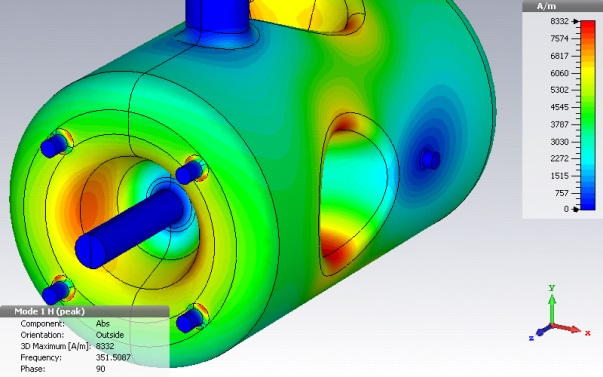 A/m
8332
7574
6817
6060
5302
4545
3787
3030
2272
1515
757
0
y
x
z
Mode 1 H (peak)
Component: Abs
Orientation: Outside
3D Maximum [A/m]: 8332
Frequency: 351.5087
Phase: 90